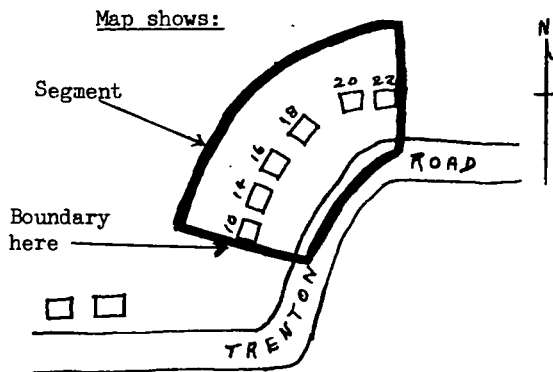 Map shows:
N
Segment
20 22
18
16
14
10
ROAD
Boundary
here
TRENTON